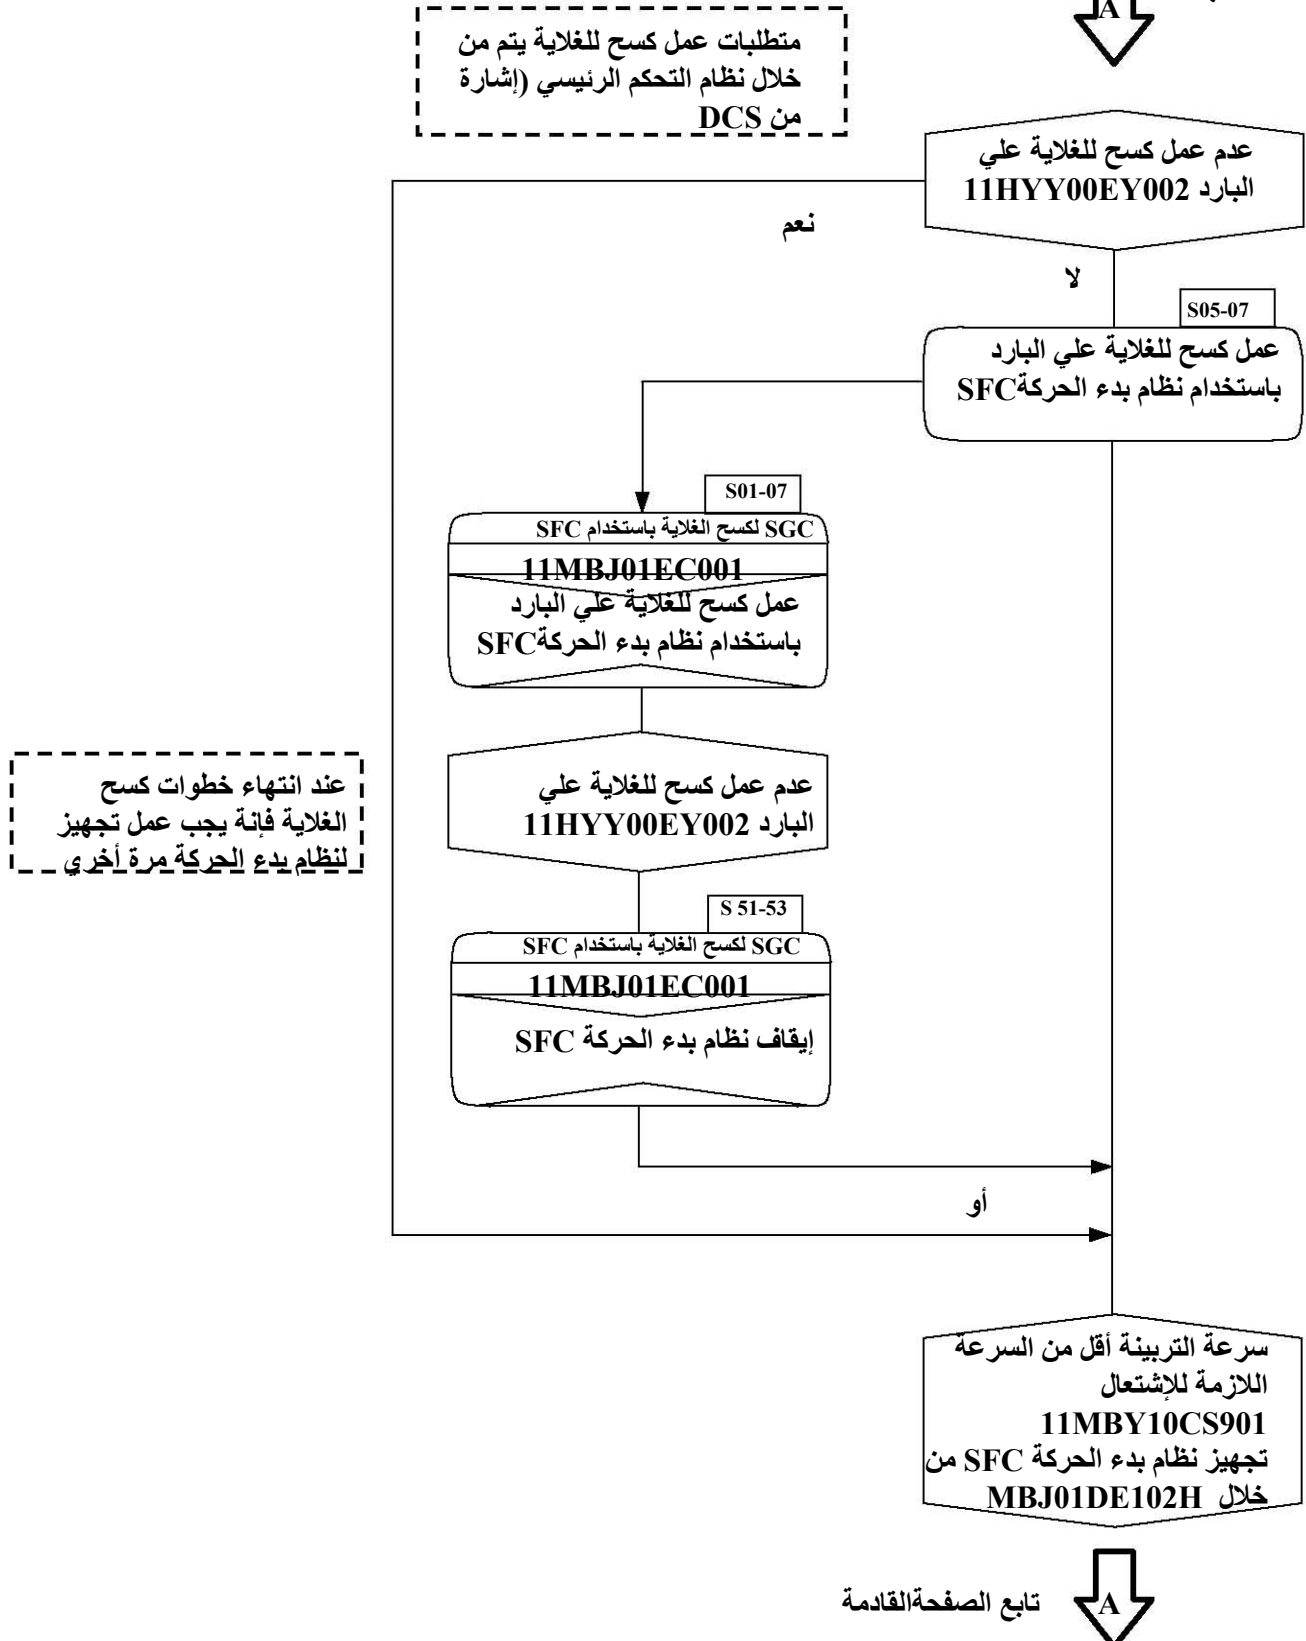 A
متطلبات عمل كسح للغلاية يتم من
خلال نظام التحكم الرئيسي (إشارة
من DCS
عدم عمل كسح للغلاية علي
البارد 11HYY00EY002
نعم
لا
S05-07
عمل كسح للغلاية علي البارد
باستخدام نظام بدء الحركةSFC
S01-07
SGC لكسح الغلاية باستخدام SFC
11MBJ01EC001
عمل كسح للغلاية علي البارد
باستخدام نظام بدء الحركةSFC
عدم عمل كسح للغلاية علي
البارد 11HYY00EY002
عند انتهاء خطوات كسح
الغلاية فإنة يجب عمل تجهيز
لنظام بدء الحركة مرة أخري
S 51-53
SGC لكسح الغلاية باستخدام SFC
11MBJ01EC001
إيقاف نظام بدء الحركة SFC
أو
سرعة التربينة أقل من السرعة
اللازمة للإشتعال
11MBY10CS901
تجهيز نظام بدء الحركة SFC من
خلال MBJ01DE102H
تابع الصفحةالقادمة
A